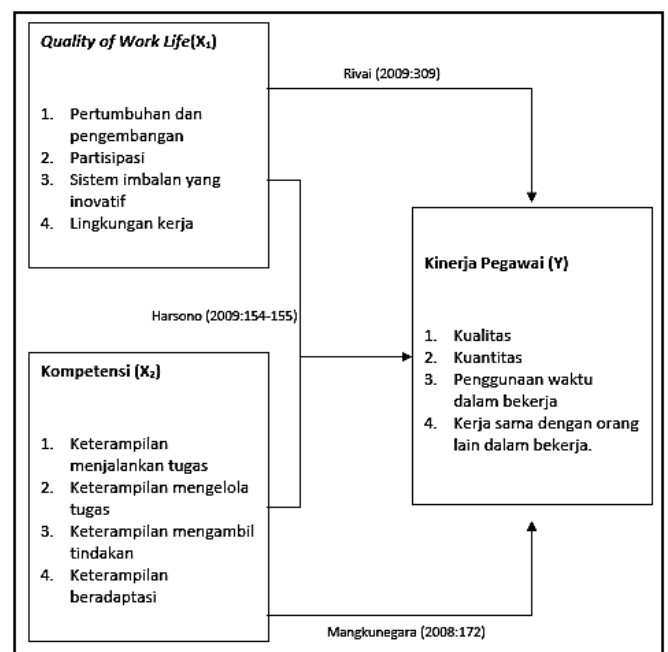 Quality of Work Life(X₁)
1. Pertumbuhan dan
pengembangan
2. Partisipasi
3. Sistem imbalan yang
inovatif
4. Lingkungan kerja
Rivai (2009:309)
Harsono (2009:154-155)
Kompetensi (X₂)
1. Keterampilan
menjalankan tugas
2. Keterampilan mengelola
tugas
3. Keterampilan mengambil
tindakan
4. Keterampilan
beradaptasi
Mangkunegara (2008:172)
Kinerja Pegawai (Y)
1. Kualitas
2. Kuantitas
3. Penggunaan waktu
dalam bekerja
4. Kerja sama dengan orang
lain dalam bekerja.